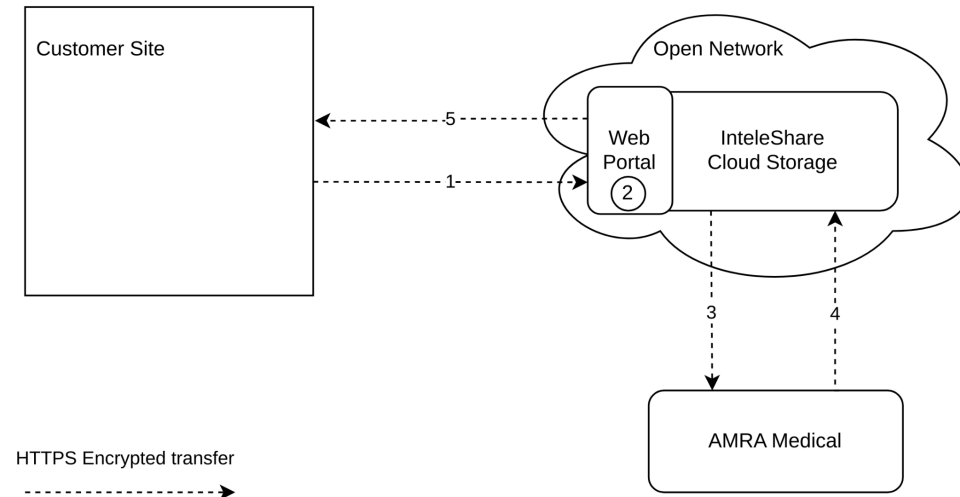 Customer Site
Open Network
5
Web
Portal
2
InteleShare
Cloud Storage
1
3
4
AMRA Medical
HTTPS Encrypted transfer